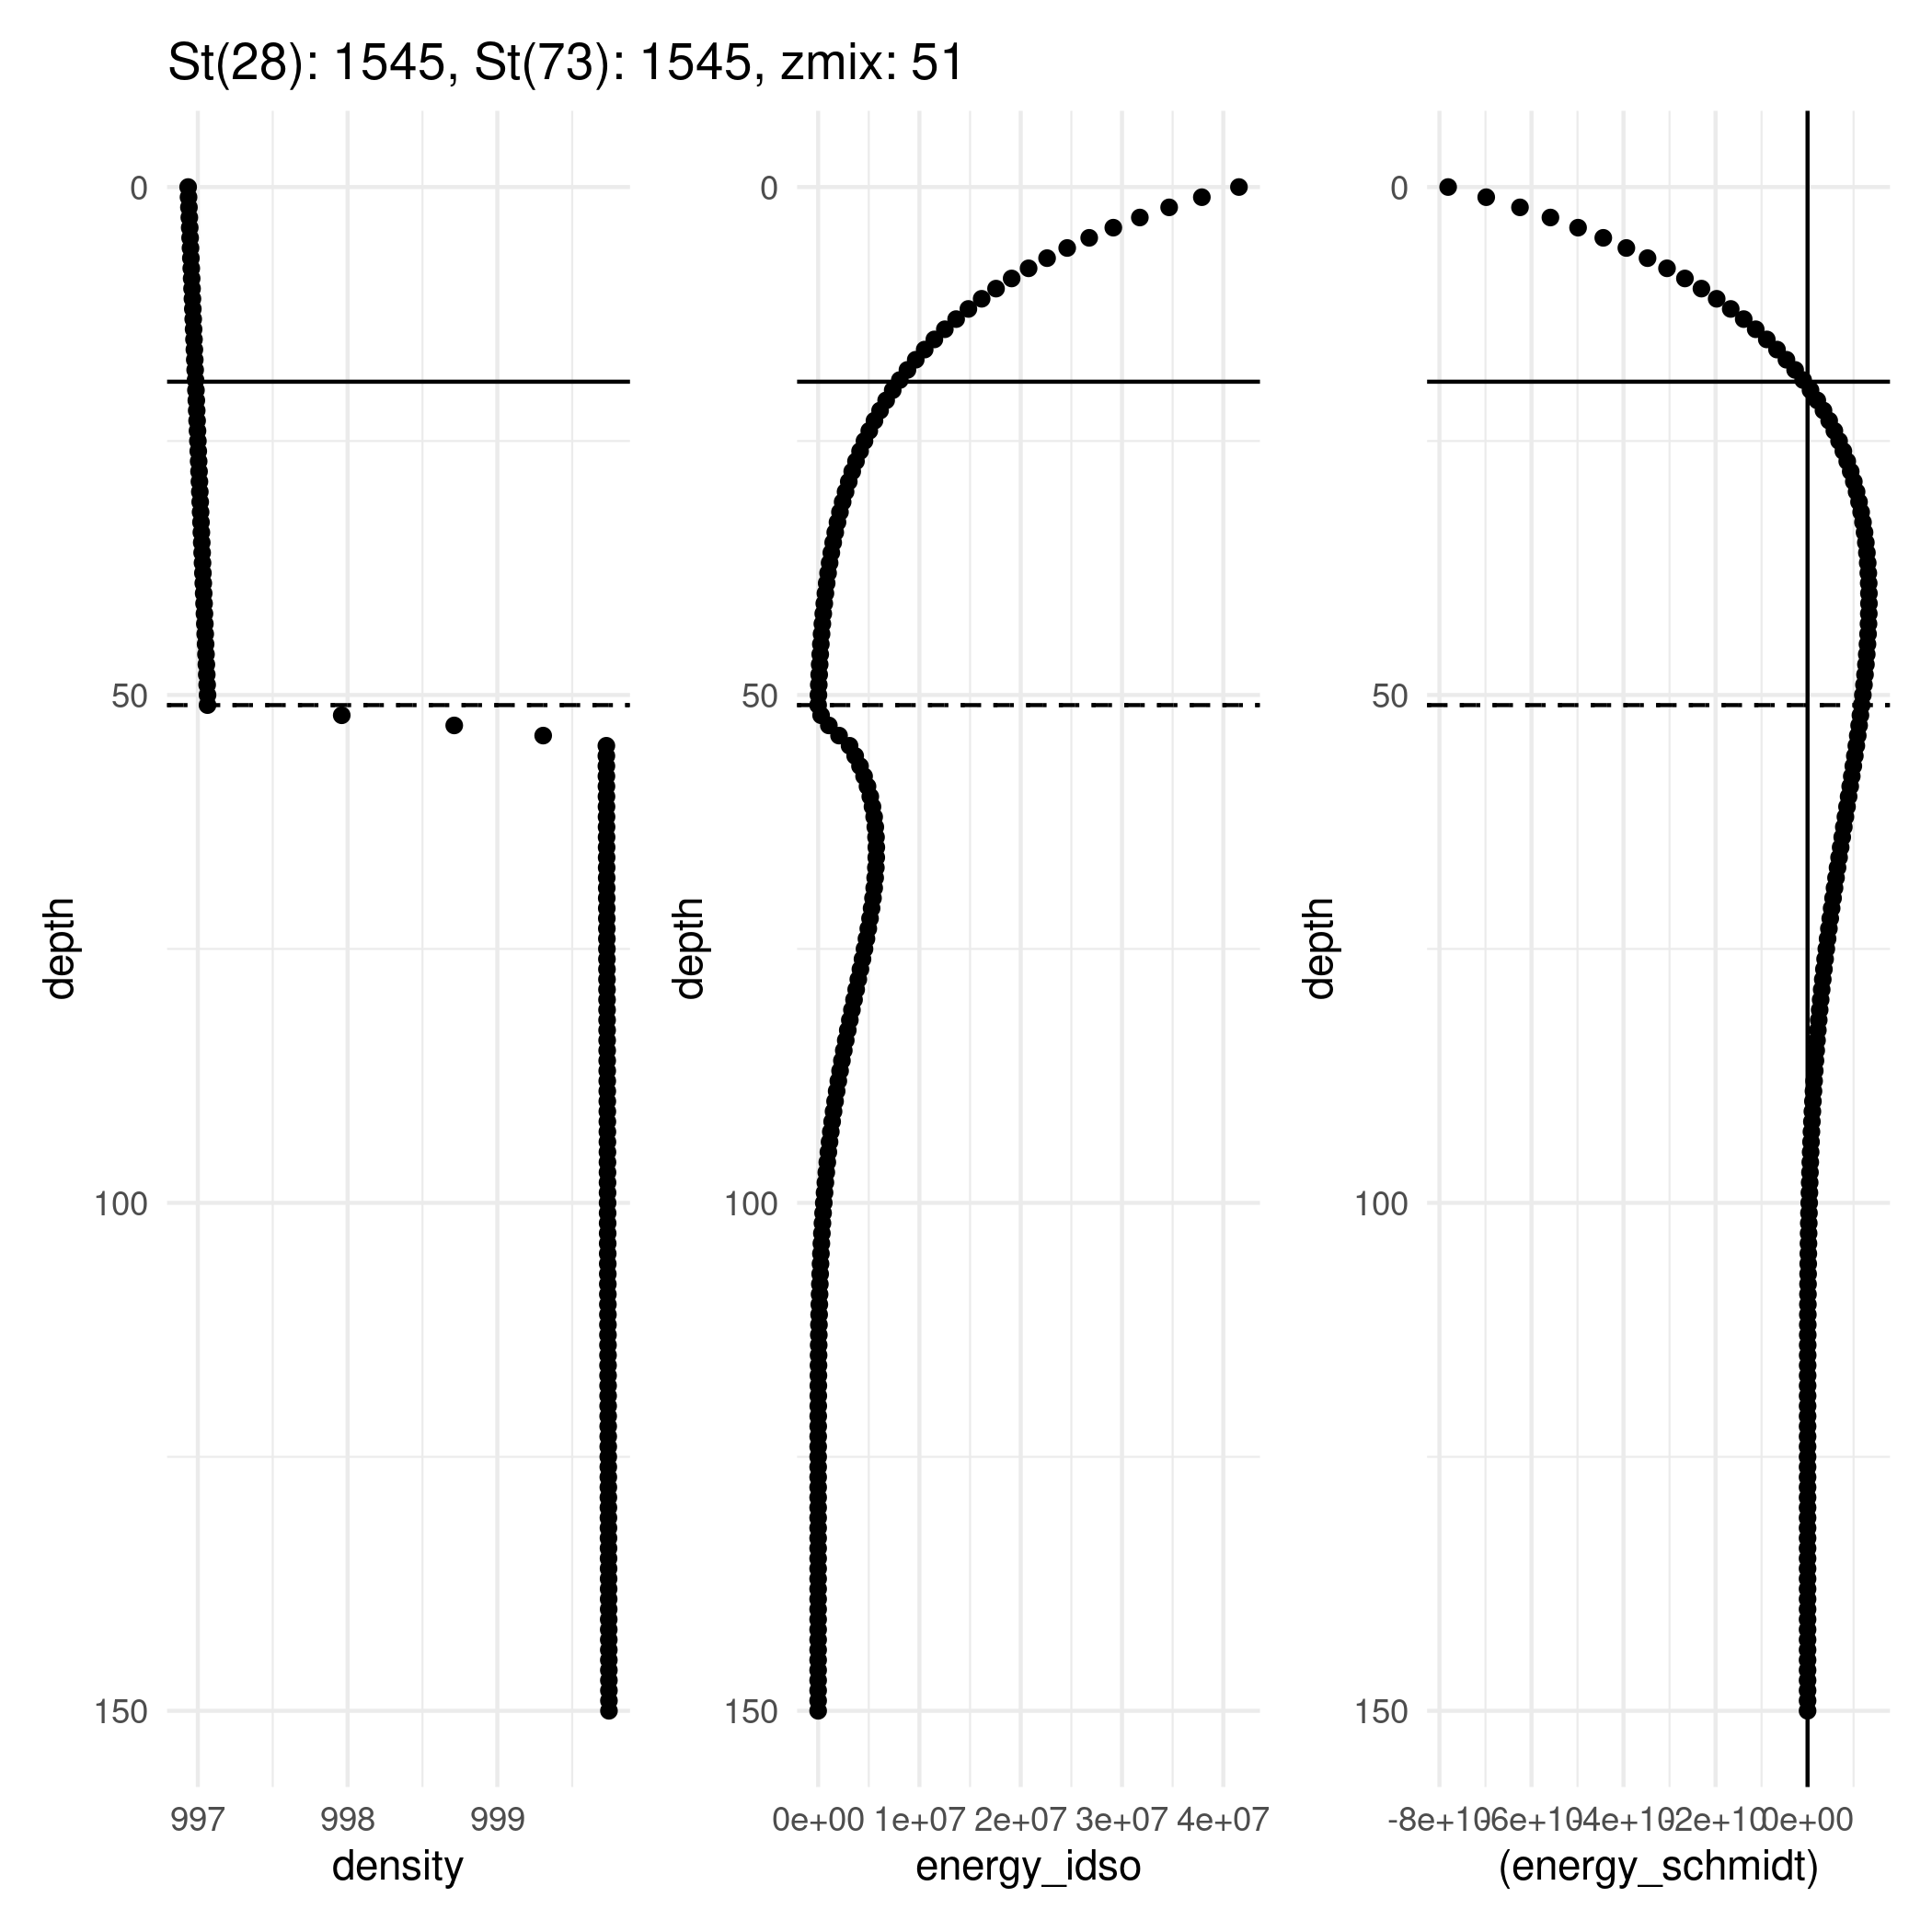 St(28): 1545, St(73): 1545, zmix: 51
0
50
100
150
depth
997 998 999
density
0
50
100
150
depth
0e+00 1e+07 2e+07 3e+07 4e+07
energy_idso
0
50
100
150
depth
-8e+10 -6e+10 -4e+10 -2e+10 0e+00
(energy_schmidt)